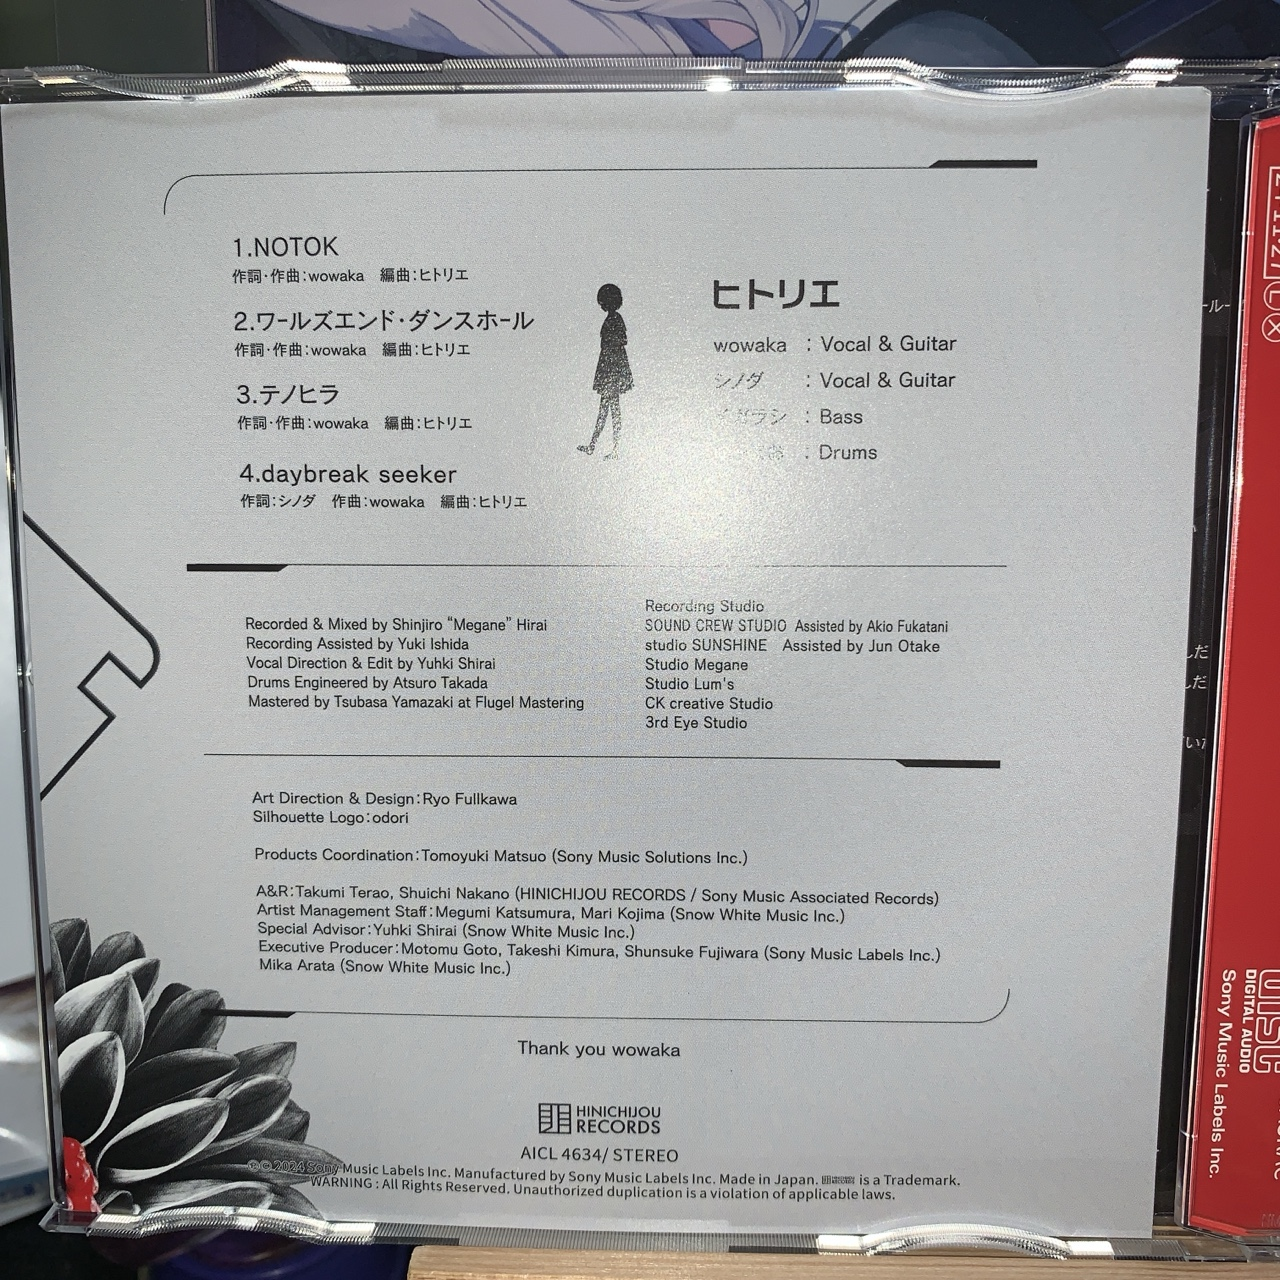 1.NOTOK
作詞・作曲：wowaka　編曲：ヒトリエ
2.ワールズエンド・ダンスホール
作詞・作曲：wowaka　編曲：ヒトリエ
3.テノヒラ
作詞・作曲：wowaka　編曲：ヒトリエ
4.daybreak seeker
作詞：シノダ　作曲：wowaka　編曲：ヒトリエ
ヒトリエ
wowaka ：Vocal & Guitar
シノダ ：Vocal & Guitar
：Bass
：Drums
Recorded & Mixed by Shinjiro “Megane” Hirai
Recording Assisted by Yuki Ishida
Vocal Direction & Edit by Yuhki Shirai
Drums Engineered by Atsuro Takada
Mastered by Tsubasa Yamazaki at Flugel Mastering
Recording Studio
SOUND CREW STUDIO Assisted by Akio Fukatani
studio SUNSHINE　Assisted by Jun Otake
Studio Megane
Studio Lum's
CK creative Studio
3rd Eye Studio
Art Direction & Design：Ryo Fullkawa
Silhouette Logo：odori
Products Coordination：Tomoyuki Matsuo (Sony Music Solutions Inc.)
A&R：Takumi Terao, Shuichi Nakano (HINICHIJOU RECORDS / Sony Music Associated Records)
Artist Management Staff：Megumi Katsumura, Mari Kojima (Snow White Music Inc.)
Special Advisor：Yuhki Shirai (Snow White Music Inc.)
Executive Producer：Motomu Goto, Takeshi Kimura, Shunsuke Fujiwara (Sony Music Labels Inc.)
Mika Arata (Snow White Music Inc.)
Thank you wowaka
HINICHIJOU
RECORDS
AICL 4634/ STEREO
℗© 2024 Sony Music Labels Inc. Manufactured by Sony Music Labels Inc. Made in Japan. is a Trademark.
WARNING : All Rights Reserved. Unauthorized duplication is a violation of applicable laws.
DISC
DIGITAL AUDIO
Sony Music Labels Inc.